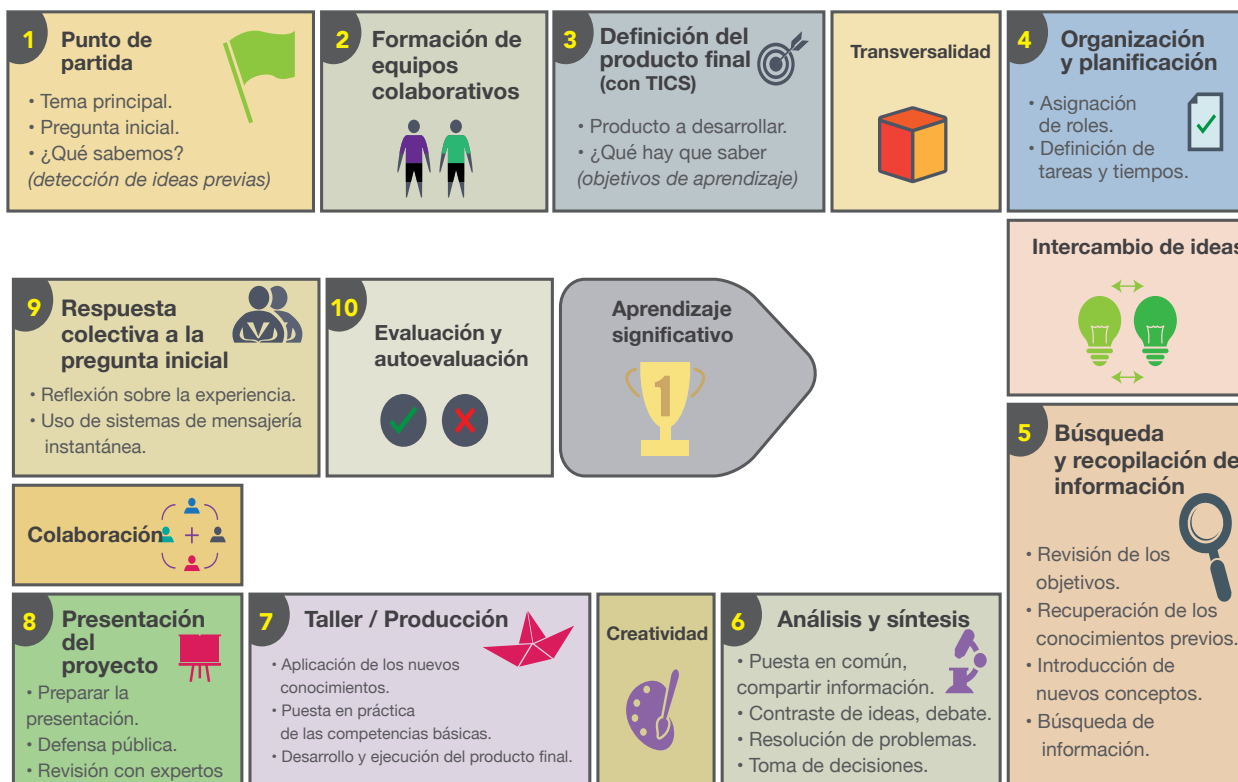 1
Punto de
partida
• Tema principal.
• Pregunta inicial.
• ¿Qué sabemos?
(detección de ideas previas)
2
Formación de
equipos
colaborativos
3
Definición del
producto final
(con TICS)
• Producto a desarrollar.
• ¿Qué hay que saber
(objetivos de aprendizaje)
Transversalidad
4
Organización
y planificación
• Asignación
de roles.
• Definición de
tareas y tiempos.
Intercambio de ideas
5
Búsqueda
y recopilación de
información
• Revisión de los
objetivos.
• Recuperación de los
conocimientos previos.
• Introducción de
nuevos conceptos.
• Búsqueda de
información.
6
Análisis y síntesis
• Puesta en común,
compartir información.
• Contraste de ideas, debate.
• Resolución de problemas.
• Toma de decisiones.
Creatividad
7
Taller / Producción
• Aplicación de los nuevos
conocimientos.
• Puesta en práctica
de las competencias básicas.
• Desarrollo y ejecución del producto final.
8
Presentación
del
proyecto
• Preparar la
presentación.
• Defensa pública.
• Revisión con expertos
Colaboración
9
Respuesta
colectiva a la
pregunta inicial
• Reflexión sobre la experiencia.
• Uso de sistemas de mensajería
instantánea.
10
Evaluación y
autoevaluación
Aprendizaje
significativo
1